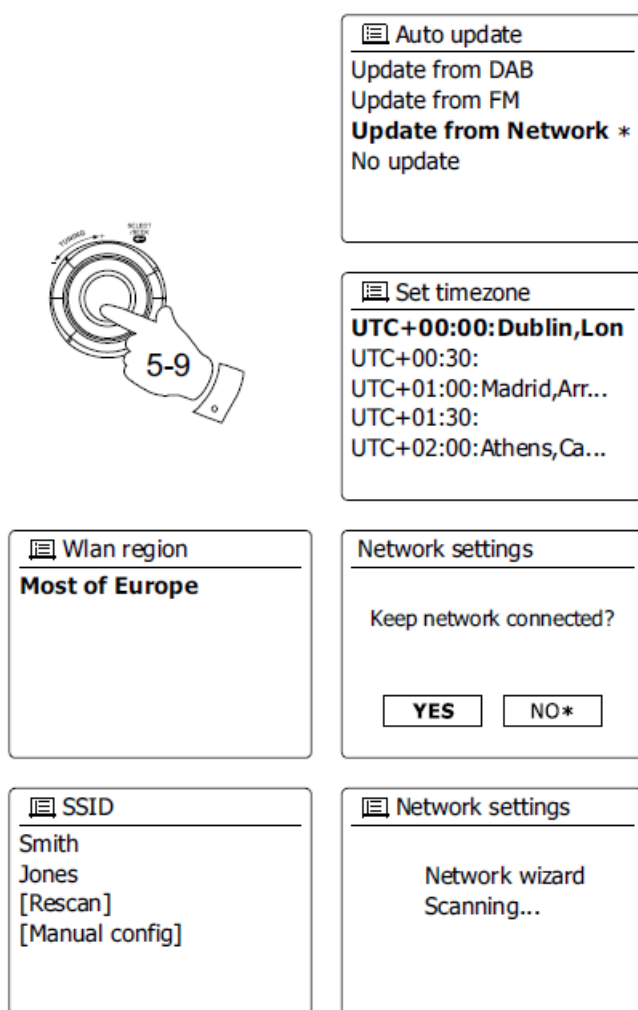 Auto update
Update from DAB
Update from FM
Update from Network *
No update
TUNING
- +
SELECT
5-9
Set timezone
UTC+00:00:Dublin,Lon
UTC+00:30:
UTC+01:00:Madrid,Arr...
UTC+01:30:
UTC+02:00:Athens,Ca...
Wlan region
Most of Europe
Network settings
Keep network connected?
YES NO*
SSID
Smith
Jones
[Rescan]
[Manual config]
Network settings
Network wizard
Scanning...